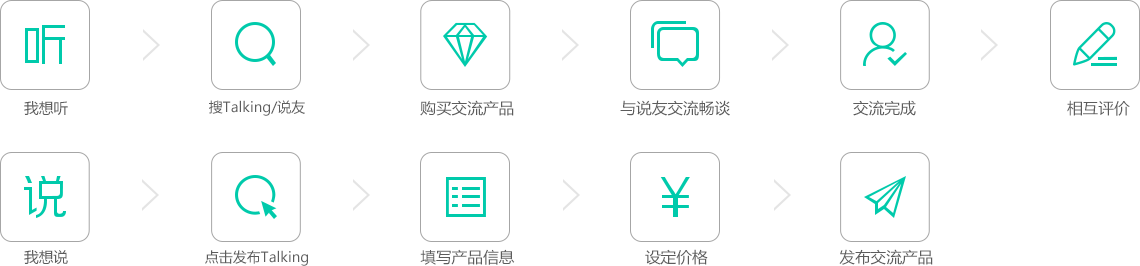 听
我想听
搜Talking/说友
购买交流产品
与说友交流畅谈
交流完成
相互评价
说
我想说
点击发布Talking
填写产品信息
¥
设定价格
发布交流产品